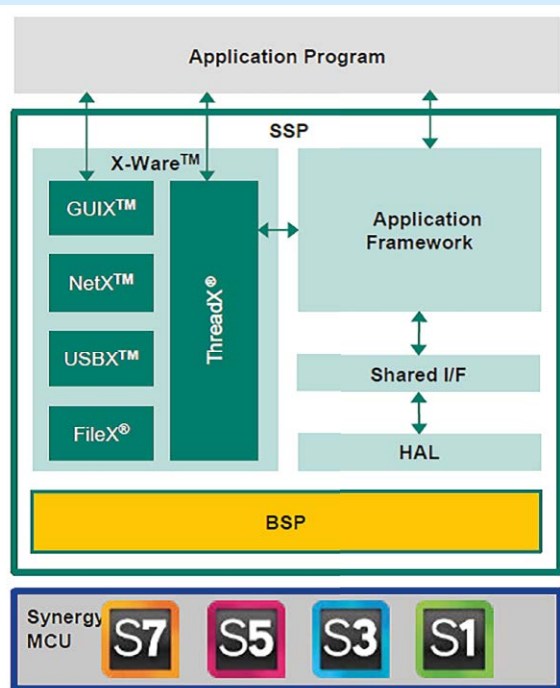 Application Program
SSP
X-Ware™
GUIX™
NetX™
USBX™
FileX®
ThreadX®
Application
Framework
Shared I/F
HAL
BSP
Synergy
MCU
S7
S5
S3
S1